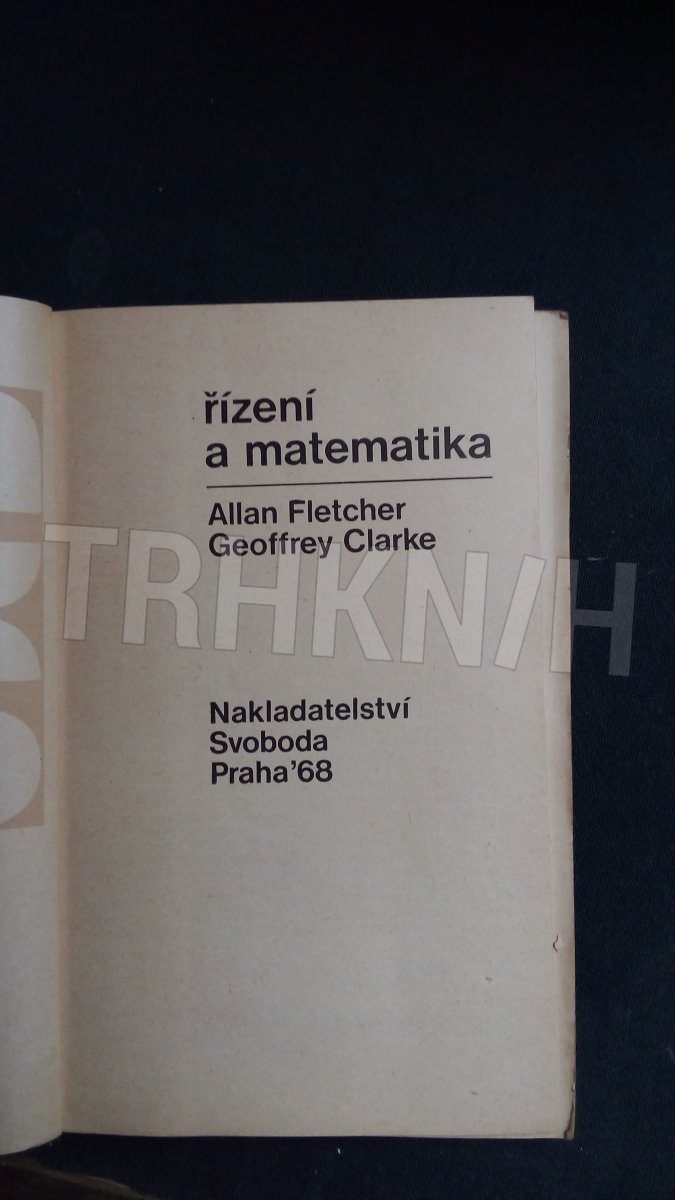 řízení
a matematika
Allan Fletcher
Geoffrey Clarke
TRHKNIH
Nakladatelství
Svoboda
Praha'68